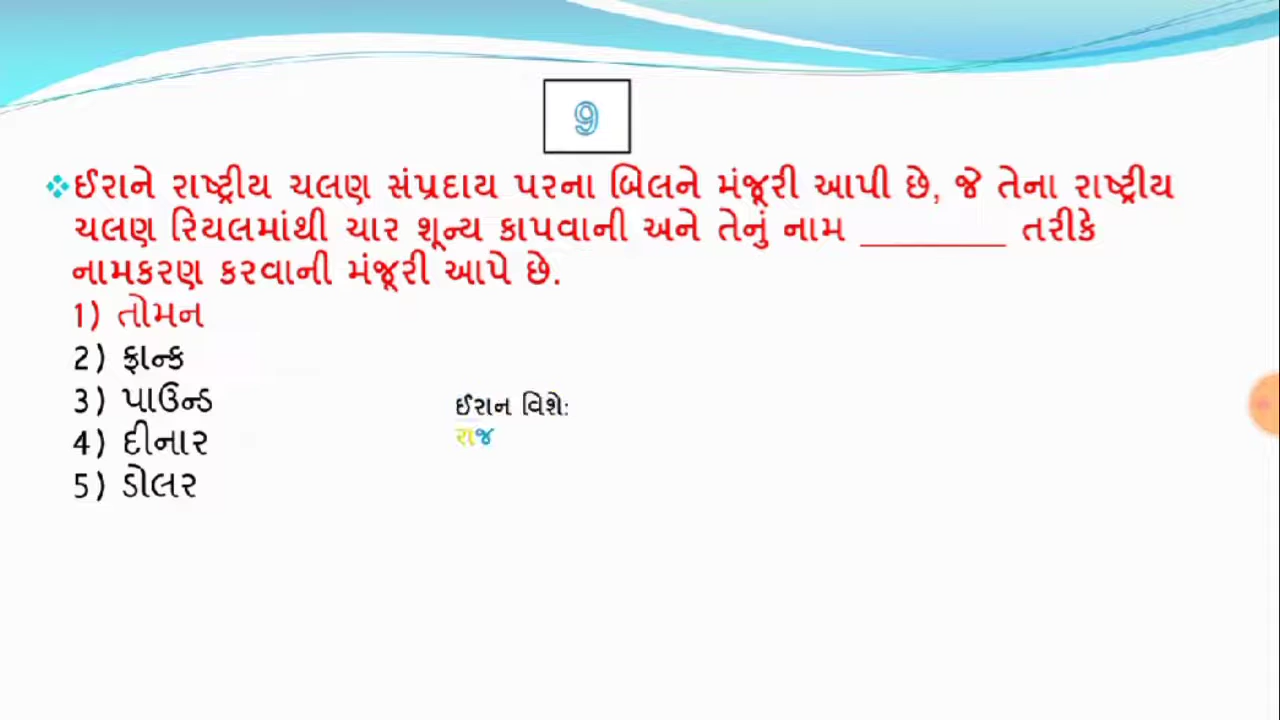 9
❖ઈરાને રાષ્ટ્રીય ચલણ સંપ્રદાય પરના બિલને મંજૂરી આપી છે, જે તેના રાષ્ટ્રીય
ચલણ રિયલમાંથી ચાર શૂન્ય કાપવાની અને તેનું નામ ________ તરીકે
નામકરણ કરવાની મંજૂરી આપે છે.
1) તોમન
2) ફ્રાન્ક
3) પાઉન્ડ
4) દીનાર
5) ડોલર
ઈરાન વિશે:
રાજ